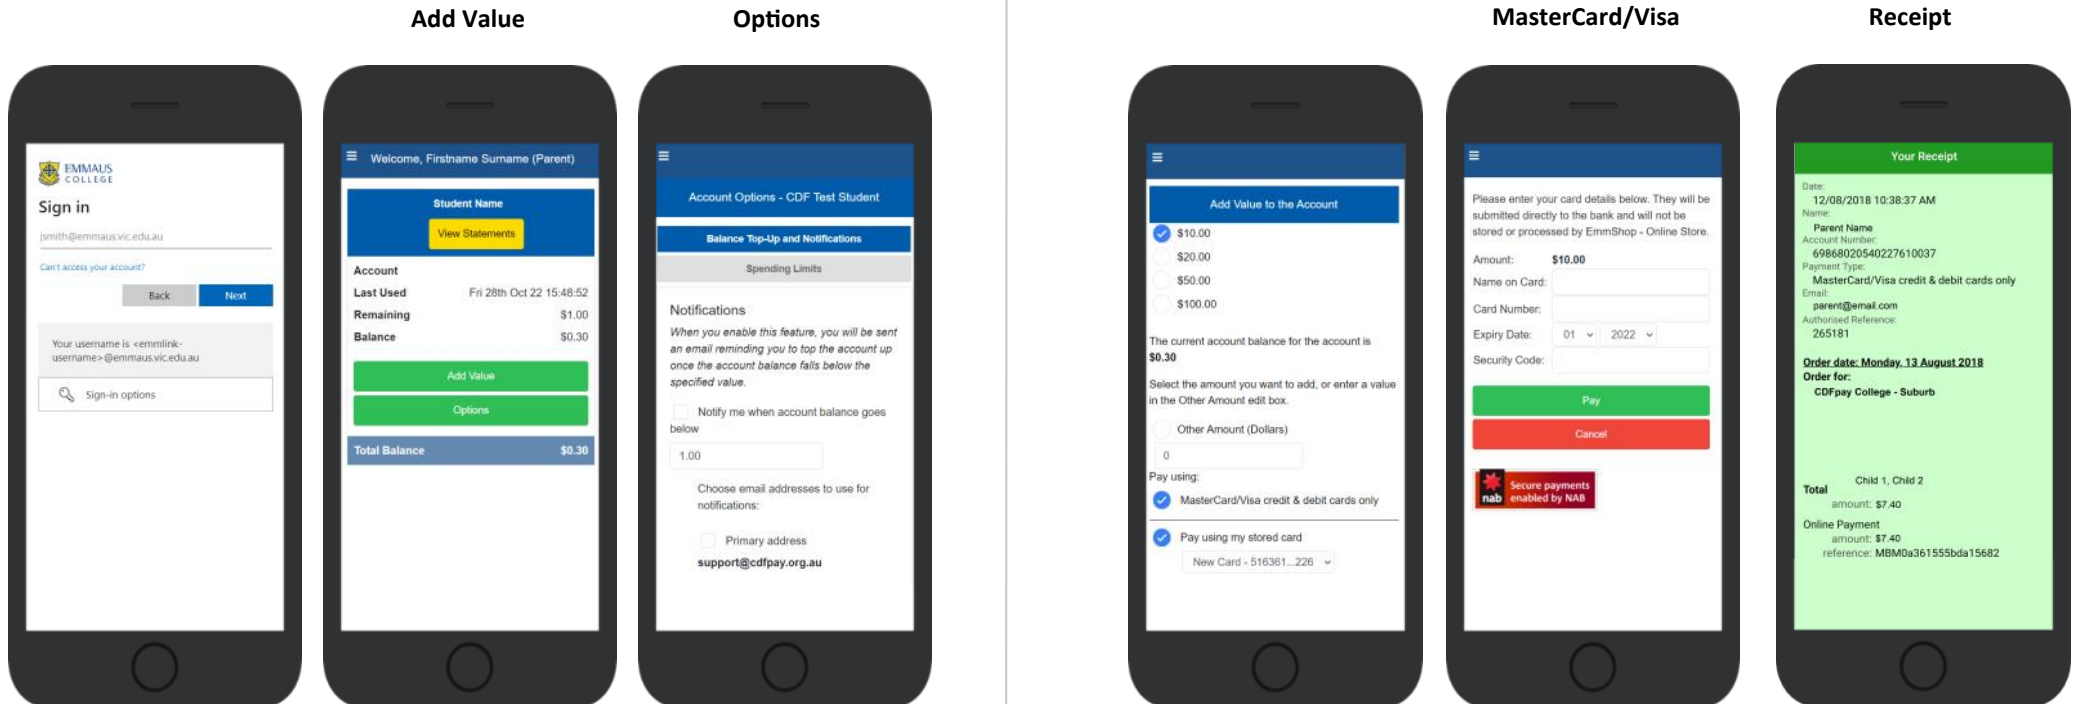 Add Value
Options
MasterCard/Visa
Receipt
EMMAUS
COLLEGE
Sign in
jsmith@emmaus.vic.edu.au
Can't access your account?
Back
Next
Your username is <emmlink-
username>@emmaus.vic.edu.au
Sign-in options
Welcome, Firstname Surname (Parent)
Student Name
View Statements
Account
Last Used Fri 28th Oct 22 15:48:52
Remaining $1.00
Balance $0.30
Add Value
Options
Total Balance $0.30
Account Options - CDF Test Student
Balance Top-Up and Notifications
Spending Limits
Notifications
When you enable this feature, you will be sent
an email reminding you to top the account up
once the account balance falls below the
specified value.
Notify me when account balance goes
below
1.00
Choose email addresses to use for
notifications:
Primary address
support@cdfpay.org.au
Add Value to the Account
$10.00
$20.00
$50.00
$100.00
The current account balance for the account is
$0.30
Select the amount you want to add, or enter a value
in the Other Amount edit box.
Other Amount (Dollars)
0
Pay using:
MasterCard/Visa credit & debit cards only
Pay using my stored card
New Card - 516361...226
Please enter your card details below. They will be
submitted directly to the bank and will not be
stored or processed by EmmShop - Online Store.
Amount: $10.00
Name on Card:
Card Number:
Expiry Date: 01 2022
Security Code:
Pay
Cancel
nab
Secure payments
enabled by NAB
Your Receipt
Date:
12/08/2018 10:38:37 AM
Name:
Parent Name
Account Number:
69868020540227610037
Payment Type:
MasterCard/Visa credit & debit cards only
Email:
parent@email.com
Authorised Reference:
265181
Order date: Monday, 13 August 2018
Order for:
CDFpay College - Suburb
Child 1, Child 2
Total
amount: $7.40
Online Payment
amount: $7.40
reference: MBM0a361555bda15682